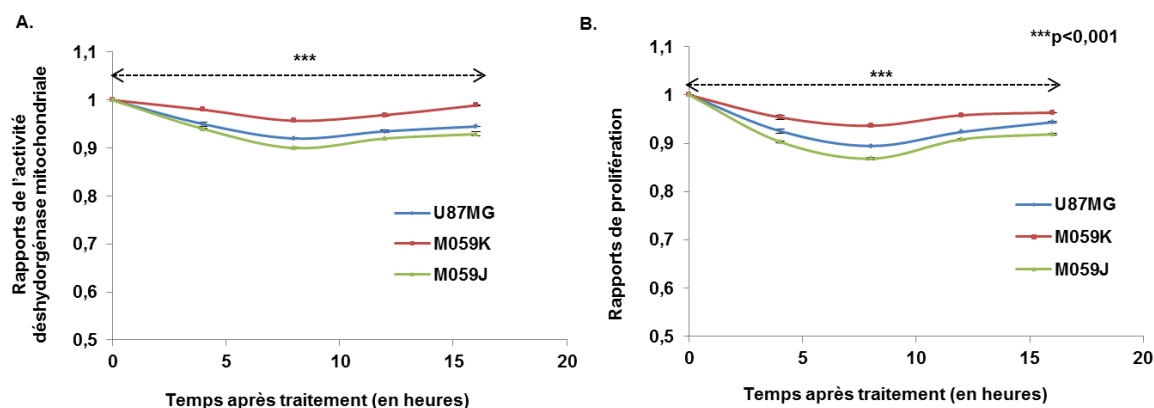 A.
1,1
1
0,9
0,8
0,7
0,6
0,5
Rapports de l'activité
déshydorgénase mitochondriale
***
U87MG
M059K
M059J
0
5
10
15
20
Temps après traitement (en heures)
B.
***p<0,001
1,1
1
0,9
0,8
0,7
0,6
0,5
Rapports de prolifération
***
U87MG
M059K
M059J
0
5
10
15
20
Temps après traitement (en heures)